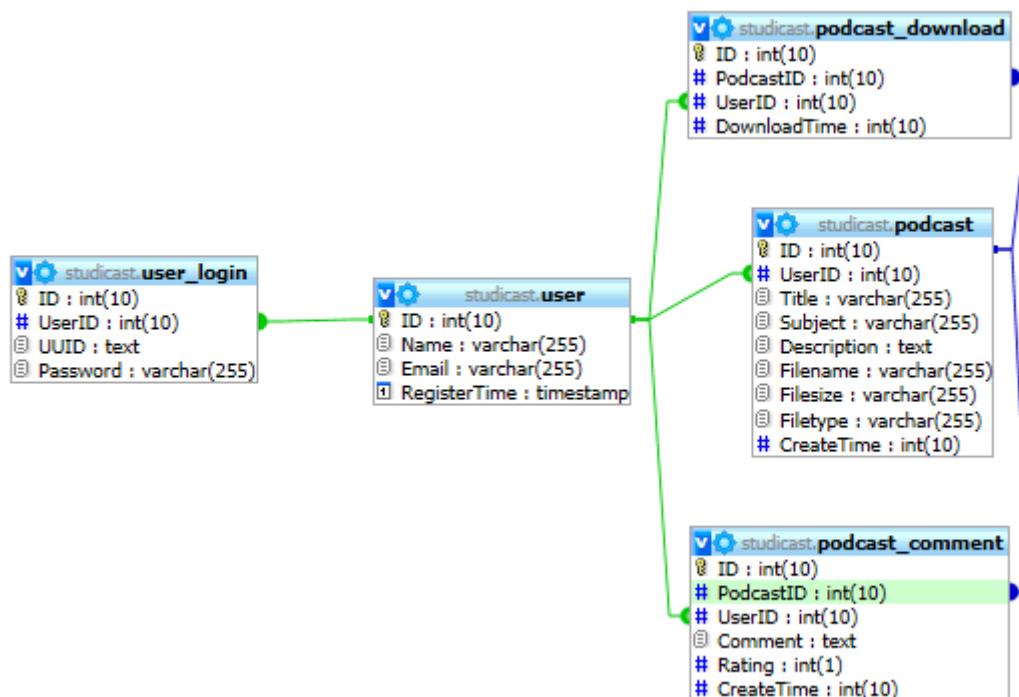 studicast.podcast_download
ID : int(10)
PodcastID : int(10)
UserID : int(10)
DownloadTime : int(10)
studicast.podcast
ID : int(10)
UserID : int(10)
Title : varchar(255)
Subject : varchar(255)
Description : text
Filename : varchar(255)
Filesize : varchar(255)
Filetype : varchar(255)
CreateTime : int(10)
studicast.user_login
ID : int(10)
UserID : int(10)
UUID : text
Password : varchar(255)
studicast.user
ID : int(10)
Name : varchar(255)
Email : varchar(255)
RegisterTime : timestamp
studicast.podcast_comment
ID : int(10)
PodcastID : int(10)
UserID : int(10)
Comment : text
Rating : int(1)
CreateTime : int(10)